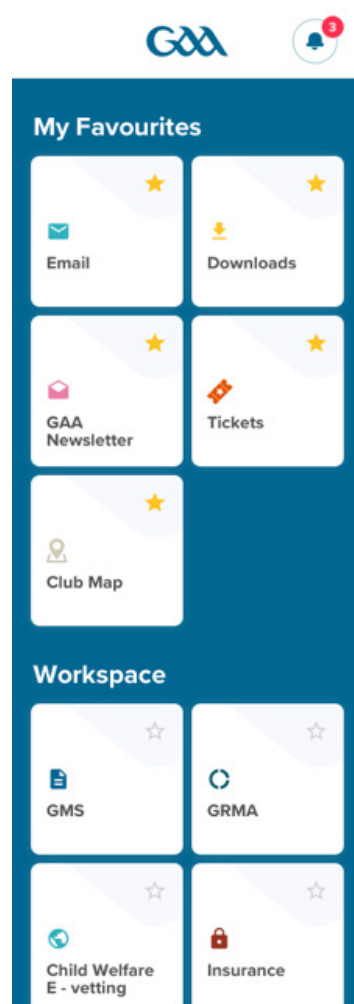 GAA
3
My Favourites
Email
Downloads
GAA
Newsletter
Tickets
Club Map
Workspace
GMS
GRMA
Child Welfare
E - vetting
Insurance